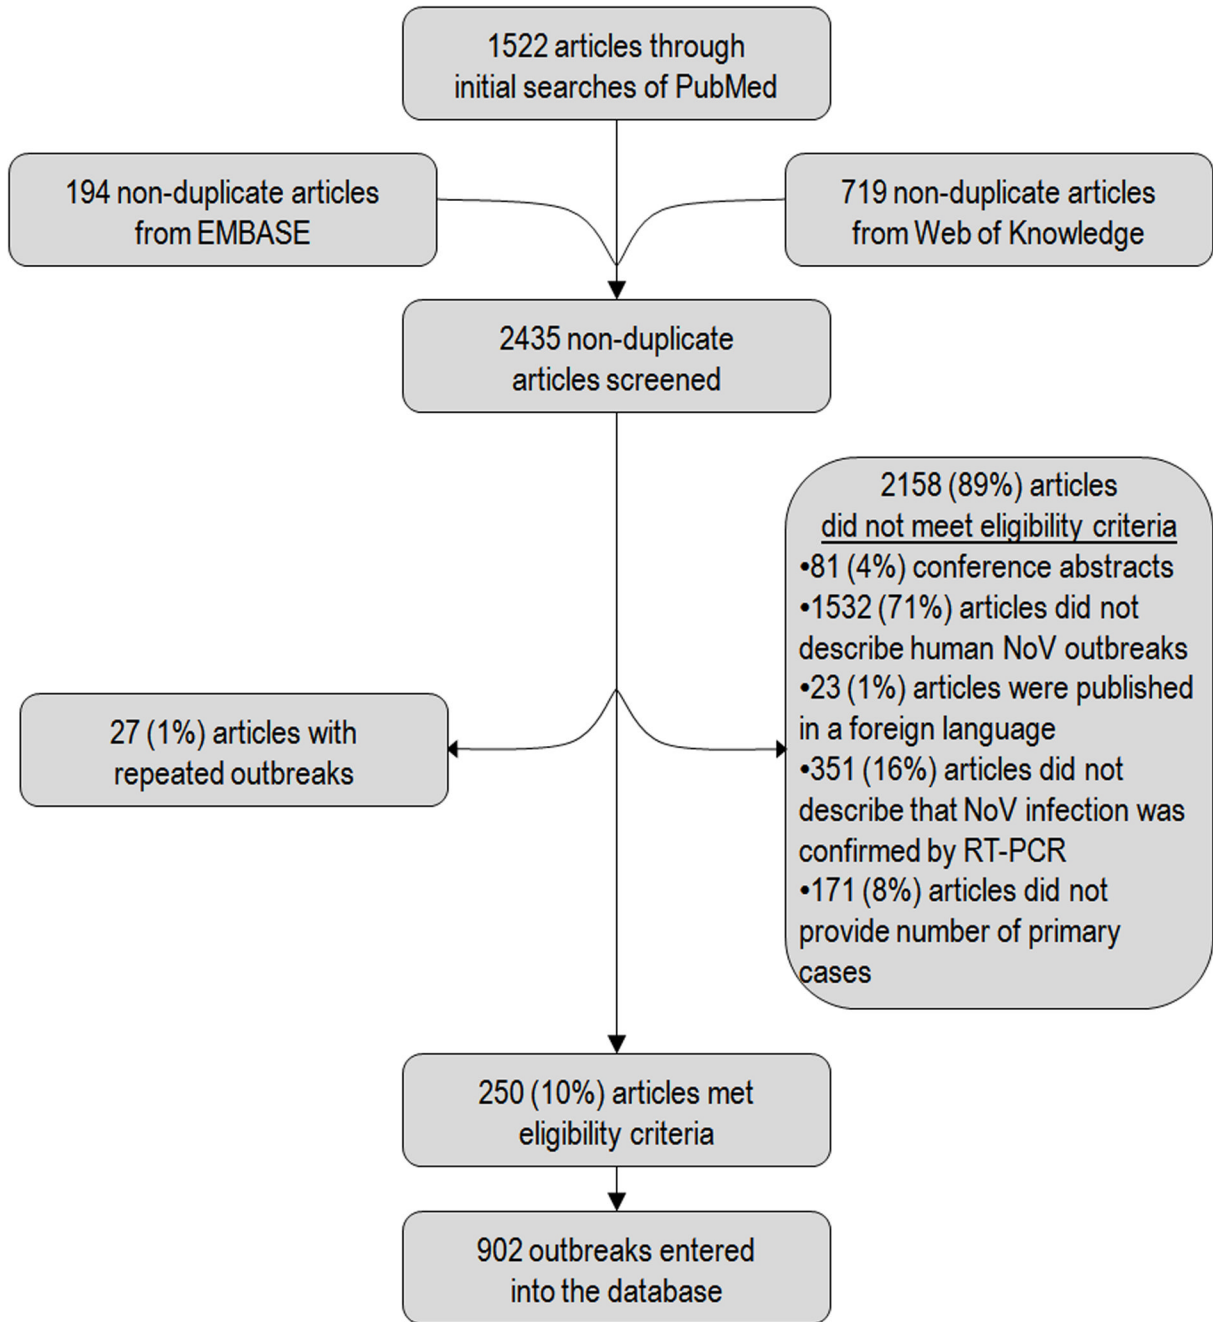 1522 articles through
initial searches of PubMed
194 non-duplicate articles
from EMBASE
719 non-duplicate articles
from Web of Knowledge
2435 non-duplicate
articles screened
2158 (89%) articles
did not meet eligibility criteria
•81 (4%) conference abstracts
•1532 (71%) articles did not
describe human NoV outbreaks
•23 (1%) articles were published
in a foreign language
•351 (16%) articles did not
describe that NoV infection was
confirmed by RT-PCR
•171 (8%) articles did not
provide number of primary
cases
27 (1%) articles with
repeated outbreaks
250 (10%) articles met
eligibility criteria
902 outbreaks entered
into the database